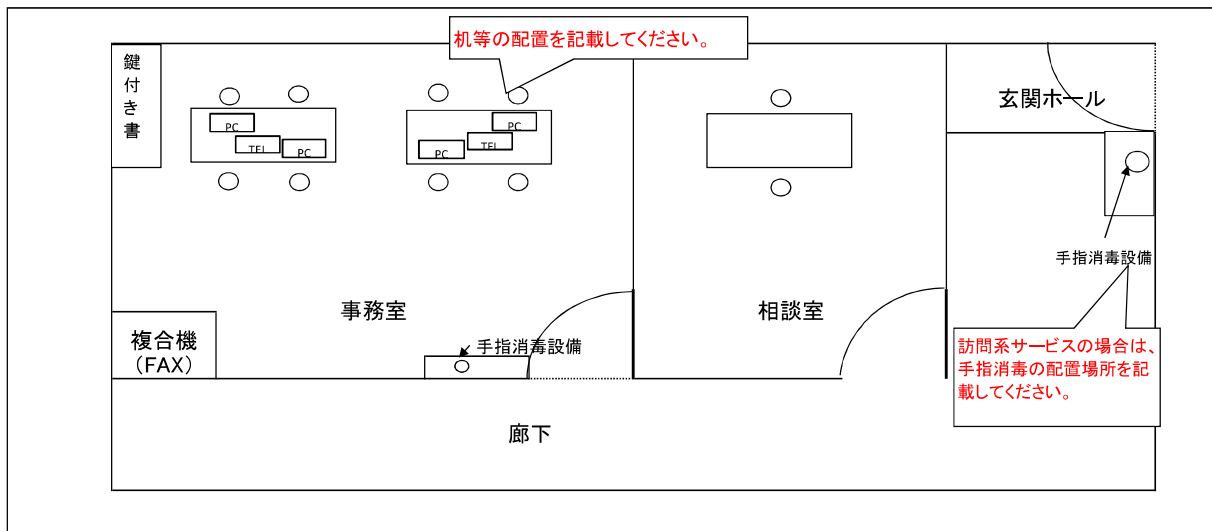 机等の配置を記載してください。
鍵付き書
玄関ホール
PC
TEL
PC
PC
TEL
PC
手指消毒設備
事務室
相談室
複合機
(FAX)
手指消毒設備
訪問系サービスの場合は、
手指消毒の配置場所を記
載してください。
廊下